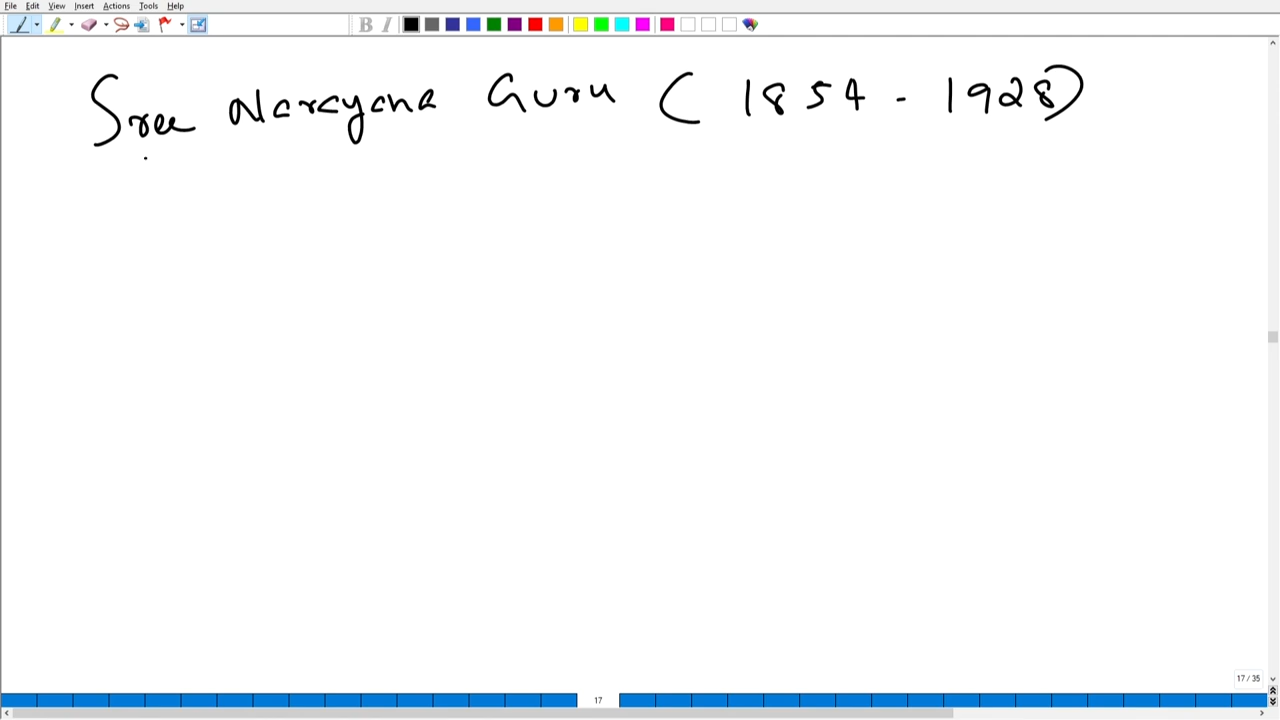 File Edit View Insert Actions Tools Help
B I
Sree Narayana Guru ( 1854 - 1928)
17 / 35
17